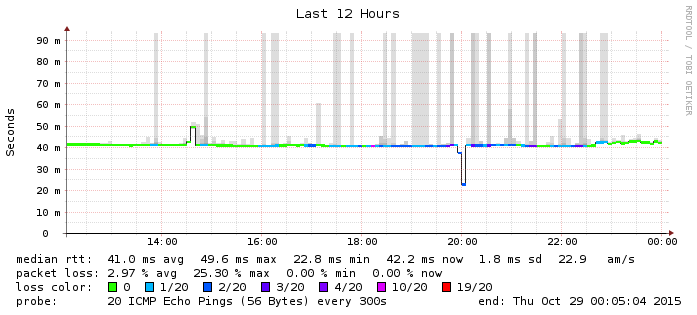 Last 12 Hours
RRDTOOL / TOBI OETIKER
Seconds
90 m
80 m
70 m
60 m
50 m
40 m
30 m
20 m
10 m
0
14:00 16:00 18:00 20:00 22:00 00:00
median rtt: 41.0 ms avg 49.6 ms max 22.8 ms min 42.2 ms now 1.8 ms sd 22.9 am/s
packet loss: 2.97 % avg 25.30 % max 0.00 % min 0.00 % now
loss color: 0 1/20 2/20 3/20 4/20 10/20 19/20
probe: 20 ICMP Echo Pings (56 Bytes) every 300s end: Thu Oct 29 00:05:04 2015